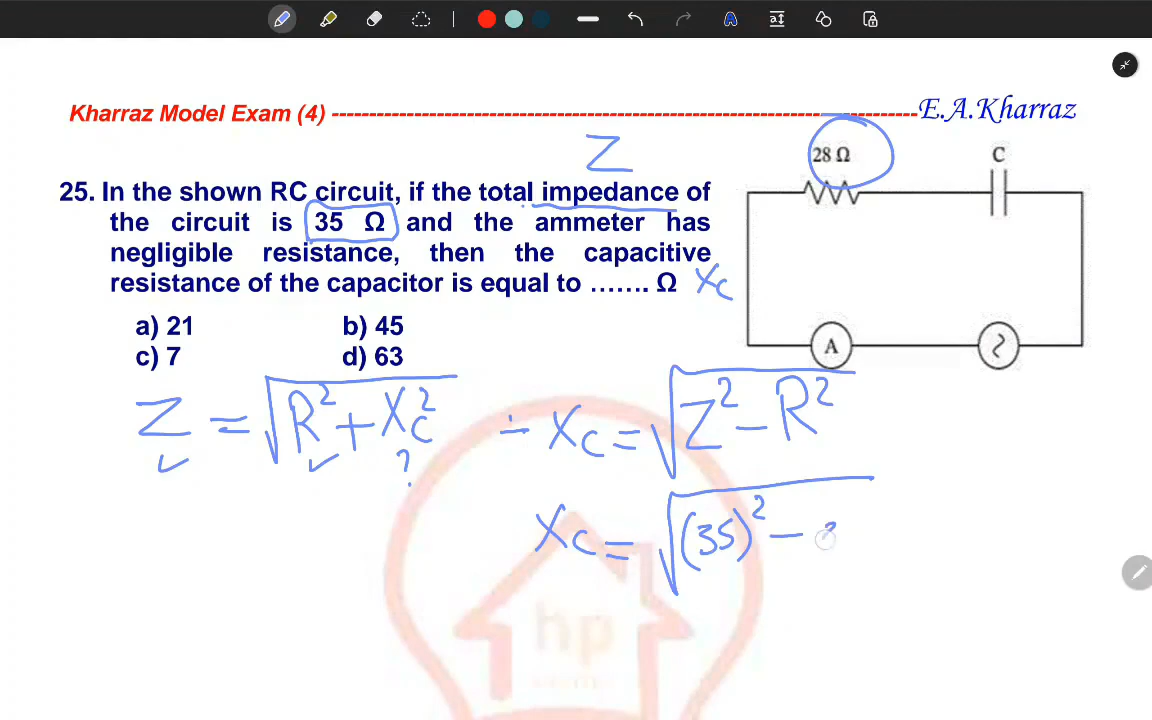 Kharraz Model Exam (4) ---------------------------------------------------------------------------------E.A.Kharraz
Z
28 Ω
C
25. In the shown RC circuit, if the total impedance of
the circuit is 35 Ω and the ammeter has
negligible resistance, then the capacitive
resistance of the capacitor is equal to ……. Ω Xc
A
a) 21 b) 45
c) 7 d) 63
Z = √R² + Xc² ∴ Xc = √Z² − R²
?
Xc = √(35)² −
hp